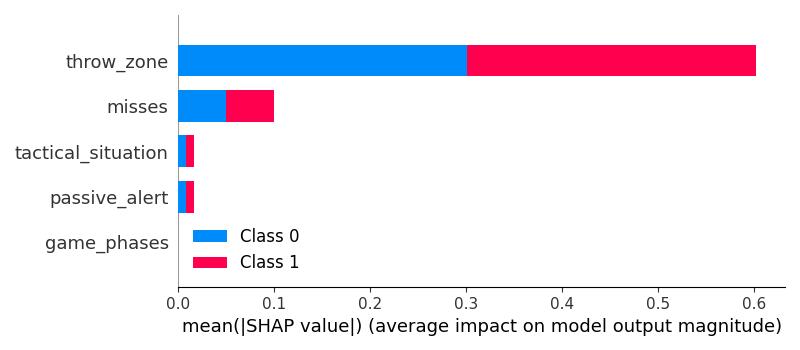 throw_zone
misses
tactical_situation
passive_alert
game_phases
Class 0
Class 1
0.0 0.1 0.2 0.3 0.4 0.5 0.6
mean(|SHAP value|) (average impact on model output magnitude)